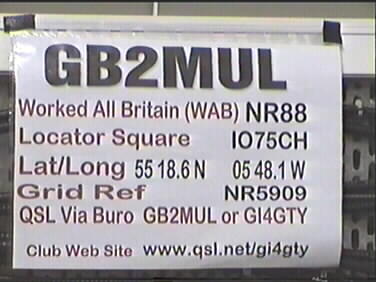 GB2MUL
Worked All Britain (WAB) NR88
Locator Square IO75CH
Lat/Long 55 18.6 N 05 48.1 W
Grid Ref NR5909
QSL Via Buro GB2MUL or GI4GTY
Club Web Site www.qsl.net/gi4gty